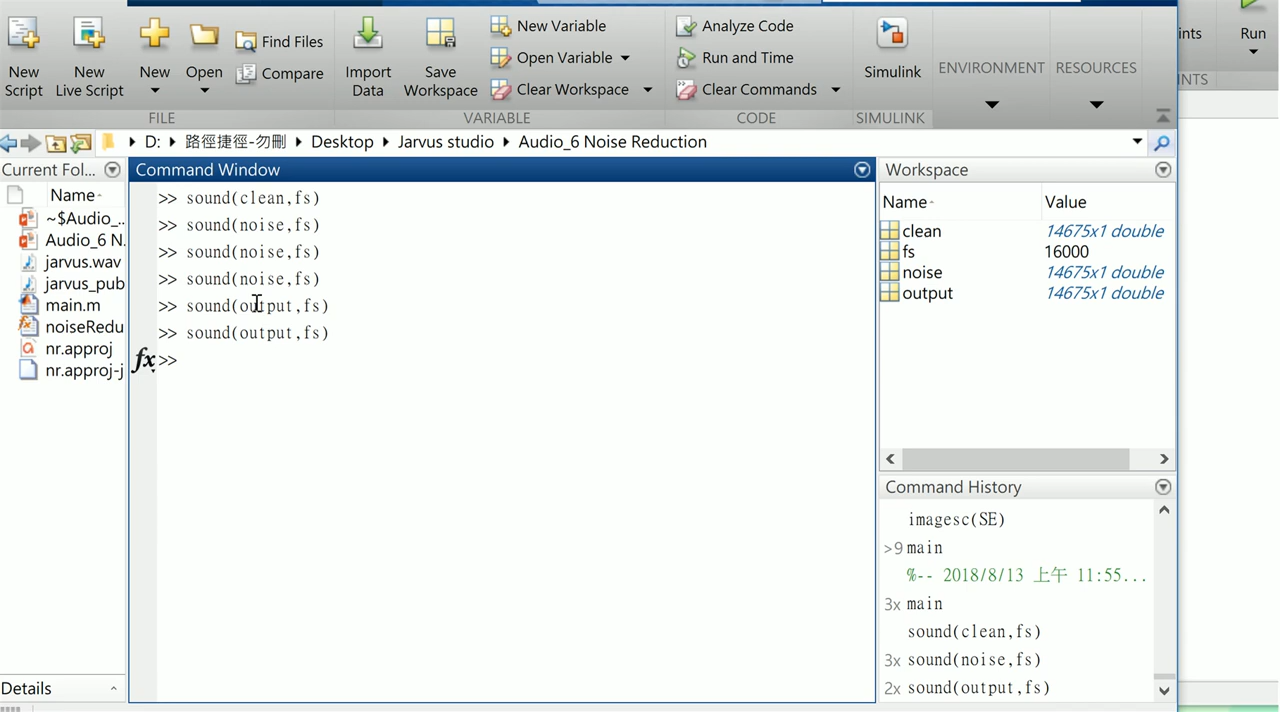 New Script
New Live Script
New
Open
Find Files
Compare
Import Data
Save Workspace
New Variable
Open Variable
Clear Workspace
Analyze Code
Run and Time
Clear Commands
Simulink
ENVIRONMENT
RESOURCES
ints
Run
FILE
VARIABLE
CODE
SIMULINK
NTS
D:
路徑捷徑-勿刪
Desktop
Jarvus studio
Audio_6 Noise Reduction
Current Fol...
Name
~$Audio_...
Audio_6 N...
jarvus.wav
jarvus_pub
main.m
noiseRedu
nr.approj
nr.approj-j
Details
Command Window
>> sound(clean,fs)
>> sound(noise,fs)
>> sound(noise,fs)
>> sound(noise,fs)
>> sound(output,fs)
>> sound(output,fs)
fx >>
Workspace
Name Value
clean 14675x1 double
fs 16000
noise 14675x1 double
output 14675x1 double
Command History
imagesc(SE)
>9 main
%-- 2018/8/13 上午 11:55...
3x main
sound(clean,fs)
3x sound(noise,fs)
2x sound(output,fs)